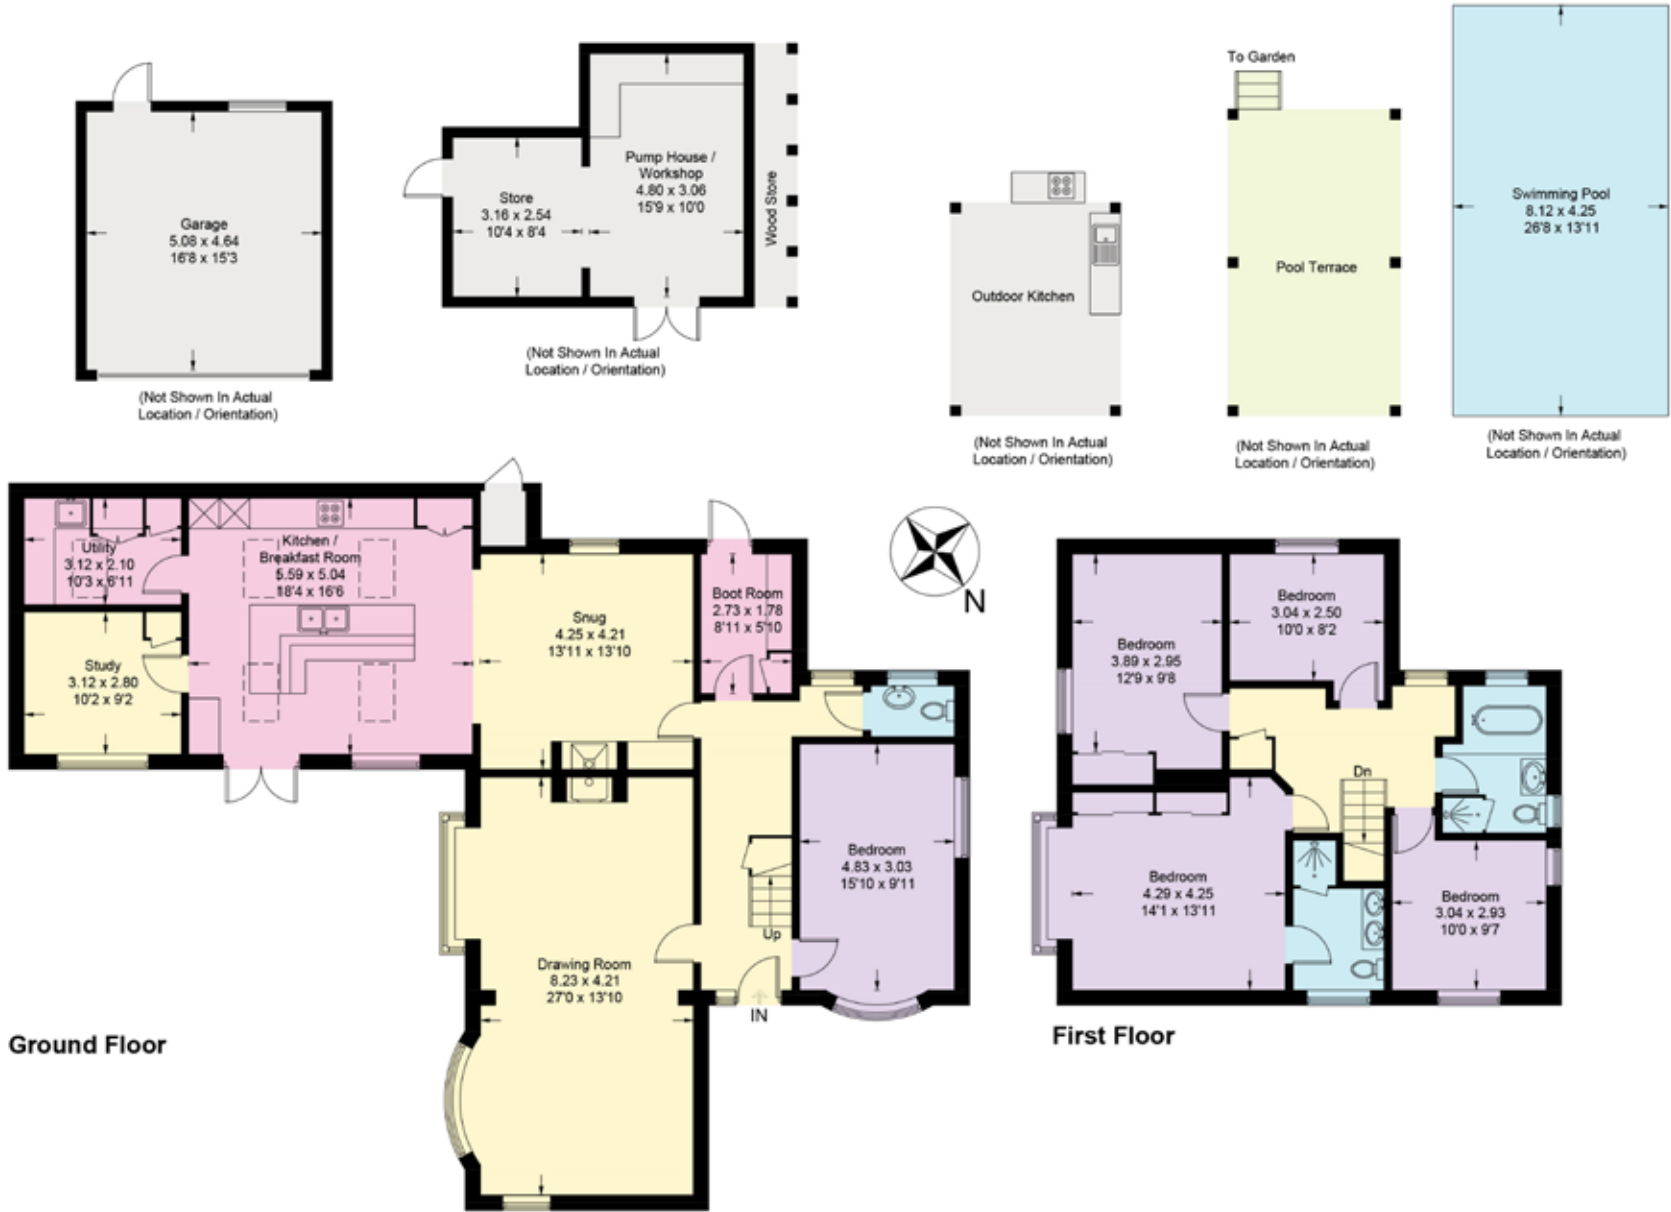 Garage
5.08 x 4.64
16'8 x 15'3
(Not Shown In Actual
Location / Orientation)
Store
3.16 x 2.54
10'4 x 8'4
Pump House /
Workshop
4.80 x 3.06
15'9 x 10'0
Wood Store
(Not Shown In Actual
Location / Orientation)
Outdoor Kitchen
(Not Shown In Actual
Location / Orientation)
To Garden
Pool Terrace
(Not Shown In Actual
Location / Orientation)
Swimming Pool
8.12 x 4.25
26'8 x 13'11
(Not Shown In Actual
Location / Orientation)
Utility
3.12 x 2.10
10'3 x 6'11
Kitchen /
Breakfast Room
5.59 x 5.04
18'4 x 16'6
Study
3.12 x 2.80
10'2 x 9'2
Snug
4.25 x 4.21
13'11 x 13'10
Boot Room
2.73 x 1.78
8'11 x 5'10
N
Bedroom
4.83 x 3.03
15'10 x 9'11
Up
Drawing Room
8.23 x 4.21
27'0 x 13'10
IN
Ground Floor
Bedroom
3.89 x 2.95
12'9 x 9'8
Bedroom
3.04 x 2.50
10'0 x 8'2
Dn
Bedroom
4.29 x 4.25
14'1 x 13'11
Bedroom
3.04 x 2.93
10'0 x 9'7
First Floor